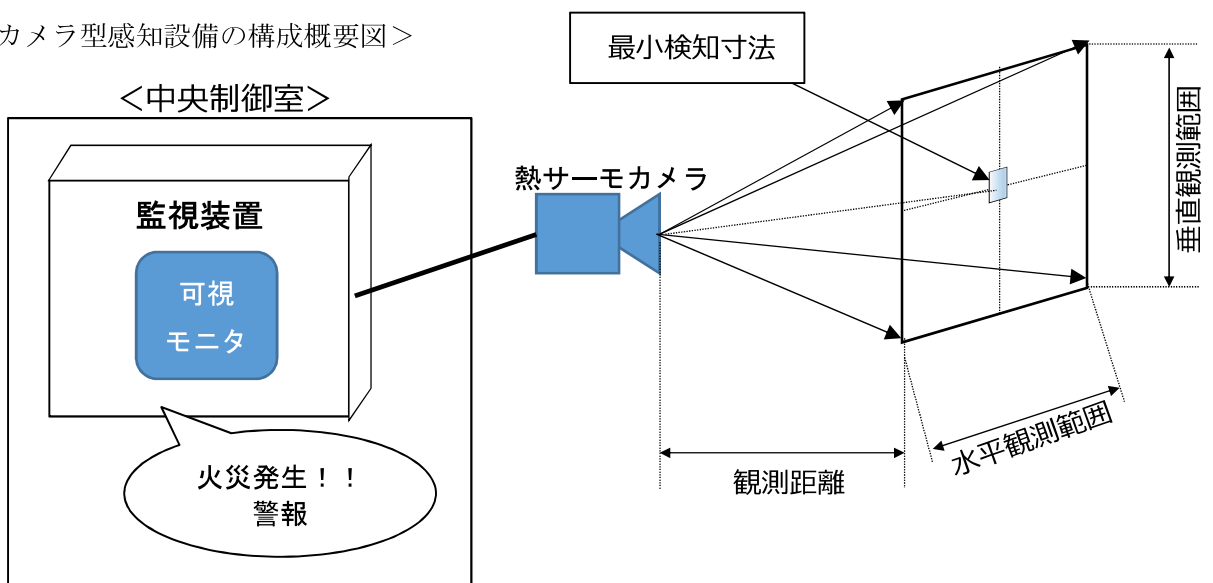 カメラ型感知設備の構成概要図＞
＜中央制御室＞
監視装置
可視
モニタ
火災発生！！
警報
熱サーモカメラ
最小検知寸法
垂直観測範囲
水平観測範囲
観測距離